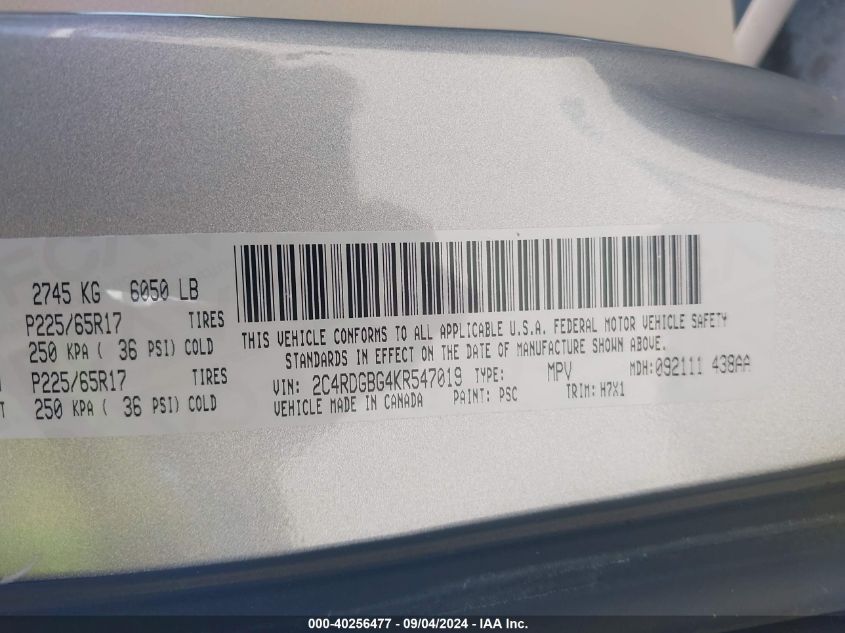 2745 KG 6050 LB
P225/65R17 TIRES
250 KPA ( 36 PSI) COLD
P225/65R17 TIRES
250 KPA ( 36 PSI) COLD
THIS VEHICLE CONFORMS TO ALL APPLICABLE U.S.A. FEDERAL MOTOR VEHICLE SAFETY
STANDARDS IN EFFECT ON THE DATE OF MANUFACTURE SHOWN ABOVE.
VIN: 2C4RDGBG4KR547019 TYPE: MPV MDH: 092111 438AA
VEHICLE MADE IN CANADA PAINT: PSC TRIM: H7X1
000-40256477 - 09/04/2024 - IAA Inc.